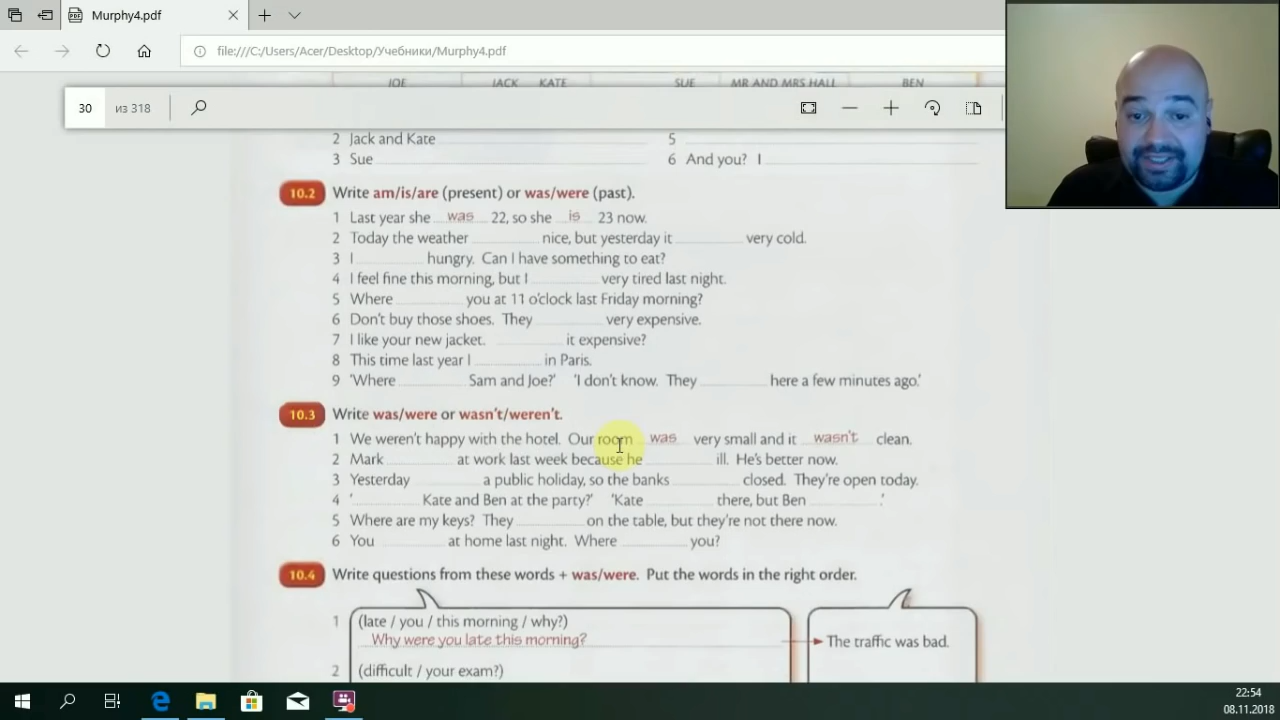 Murphy4.pdf
file:///C:/Users/Acer/Desktop/Учебники/Murphy4.pdf
JOE JACK KATE SUE MR AND MRS HALL BEN
30 из 318
2 Jack and Kate 5
3 Sue 6 And you? I
10.2 Write am/is/are (present) or was/were (past).
1 Last year she was 22, so she is 23 now.
2 Today the weather nice, but yesterday it very cold.
3 I hungry. Can I have something to eat?
4 I feel fine this morning, but I very tired last night.
5 Where you at 11 o'clock last Friday morning?
6 Don't buy those shoes. They very expensive.
7 I like your new jacket. it expensive?
8 This time last year I in Paris.
9 'Where Sam and Joe?' 'I don't know. They here a few minutes ago.'
10.3 Write was/were or wasn't/weren't.
1 We weren't happy with the hotel. Our room was very small and it wasn't clean.
2 Mark at work last week because he ill. He's better now.
3 Yesterday a public holiday, so the banks closed. They're open today.
4 ' Kate and Ben at the party?' 'Kate there, but Ben .'
5 Where are my keys? They on the table, but they're not there now.
6 You at home last night. Where you?
10.4 Write questions from these words + was/were. Put the words in the right order.
1 (late / you / this morning / why?)
Why were you late this morning? The traffic was bad.
2 (difficult / your exam?)
22:54
08.11.2018